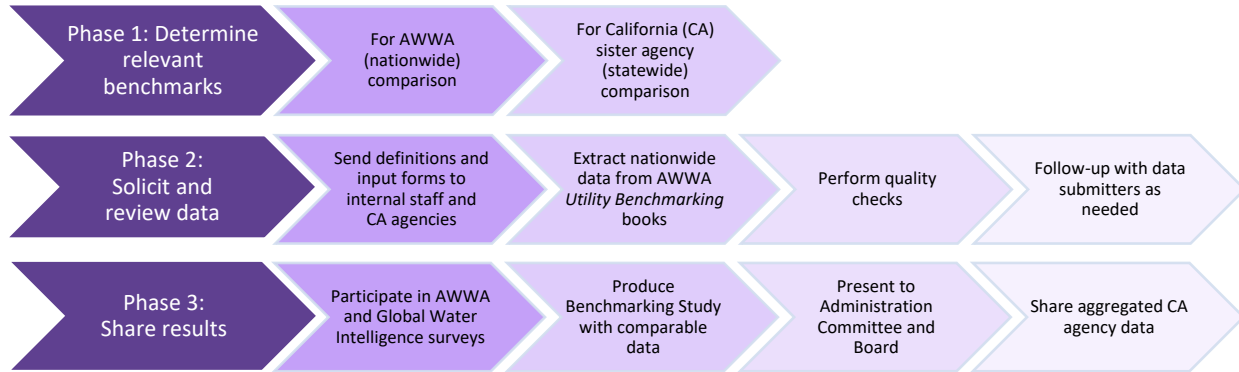 Phase 1: Determine
relevant
benchmarks
For AWWA
(nationwide)
comparison
For California (CA)
sister agency
(statewide)
comparison
Phase 2:
Solicit and
review data
Send definitions and
input forms to
internal staff and
CA agencies
Extract nationwide
data from AWWA
Utility Benchmarking
books
Perform quality
checks
Follow-up with data
submitters as
needed
Phase 3:
Share results
Participate in AWWA
and Global Water
Intelligence surveys
Produce
Benchmarking Study
with comparable
data
Present to
Administration
Committee and
Board
Share aggregated CA
agency data